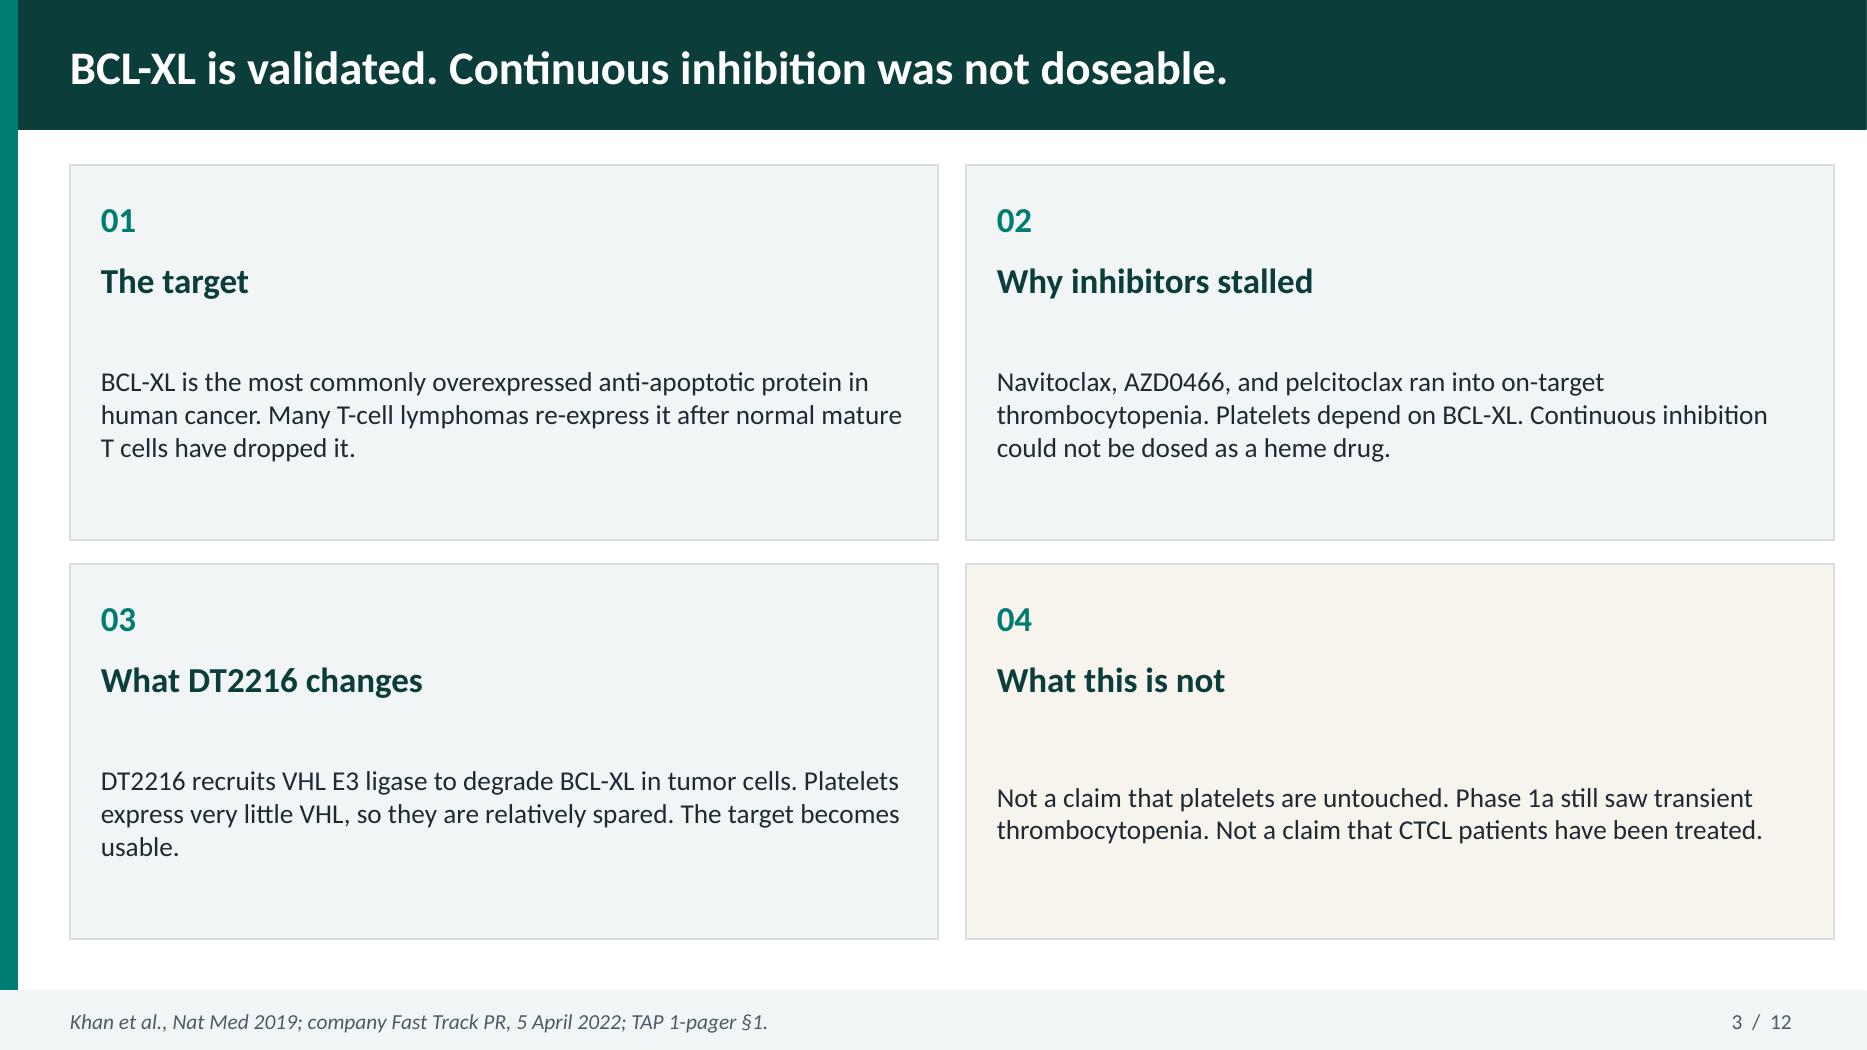 BCL-XL is validated. Continuous inhibition was not doseable.
01
The target
BCL-XL is the most commonly overexpressed anti-apoptotic protein in
human cancer. Many T-cell lymphomas re-express it after normal mature
T cells have dropped it.
02
Why inhibitors stalled
Navitoclax, AZD0466, and pelcitoclax ran into on-target
thrombocytopenia. Platelets depend on BCL-XL. Continuous inhibition
could not be dosed as a heme drug.
03
What DT2216 changes
DT2216 recruits VHL E3 ligase to degrade BCL-XL in tumor cells. Platelets
express very little VHL, so they are relatively spared. The target becomes
usable.
04
What this is not
Not a claim that platelets are untouched. Phase 1a still saw transient
thrombocytopenia. Not a claim that CTCL patients have been treated.
Khan et al., Nat Med 2019; company Fast Track PR, 5 April 2022; TAP 1-pager §1.
3 / 12